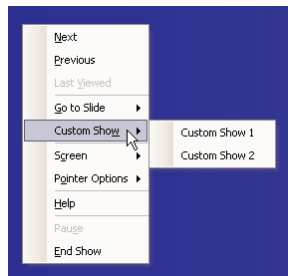 Next
Previous
Last Viewed
Go to Slide
Custom Show
Custom Show 1
Custom Show 2
Screen
Pointer Options
Help
Pause
End Show